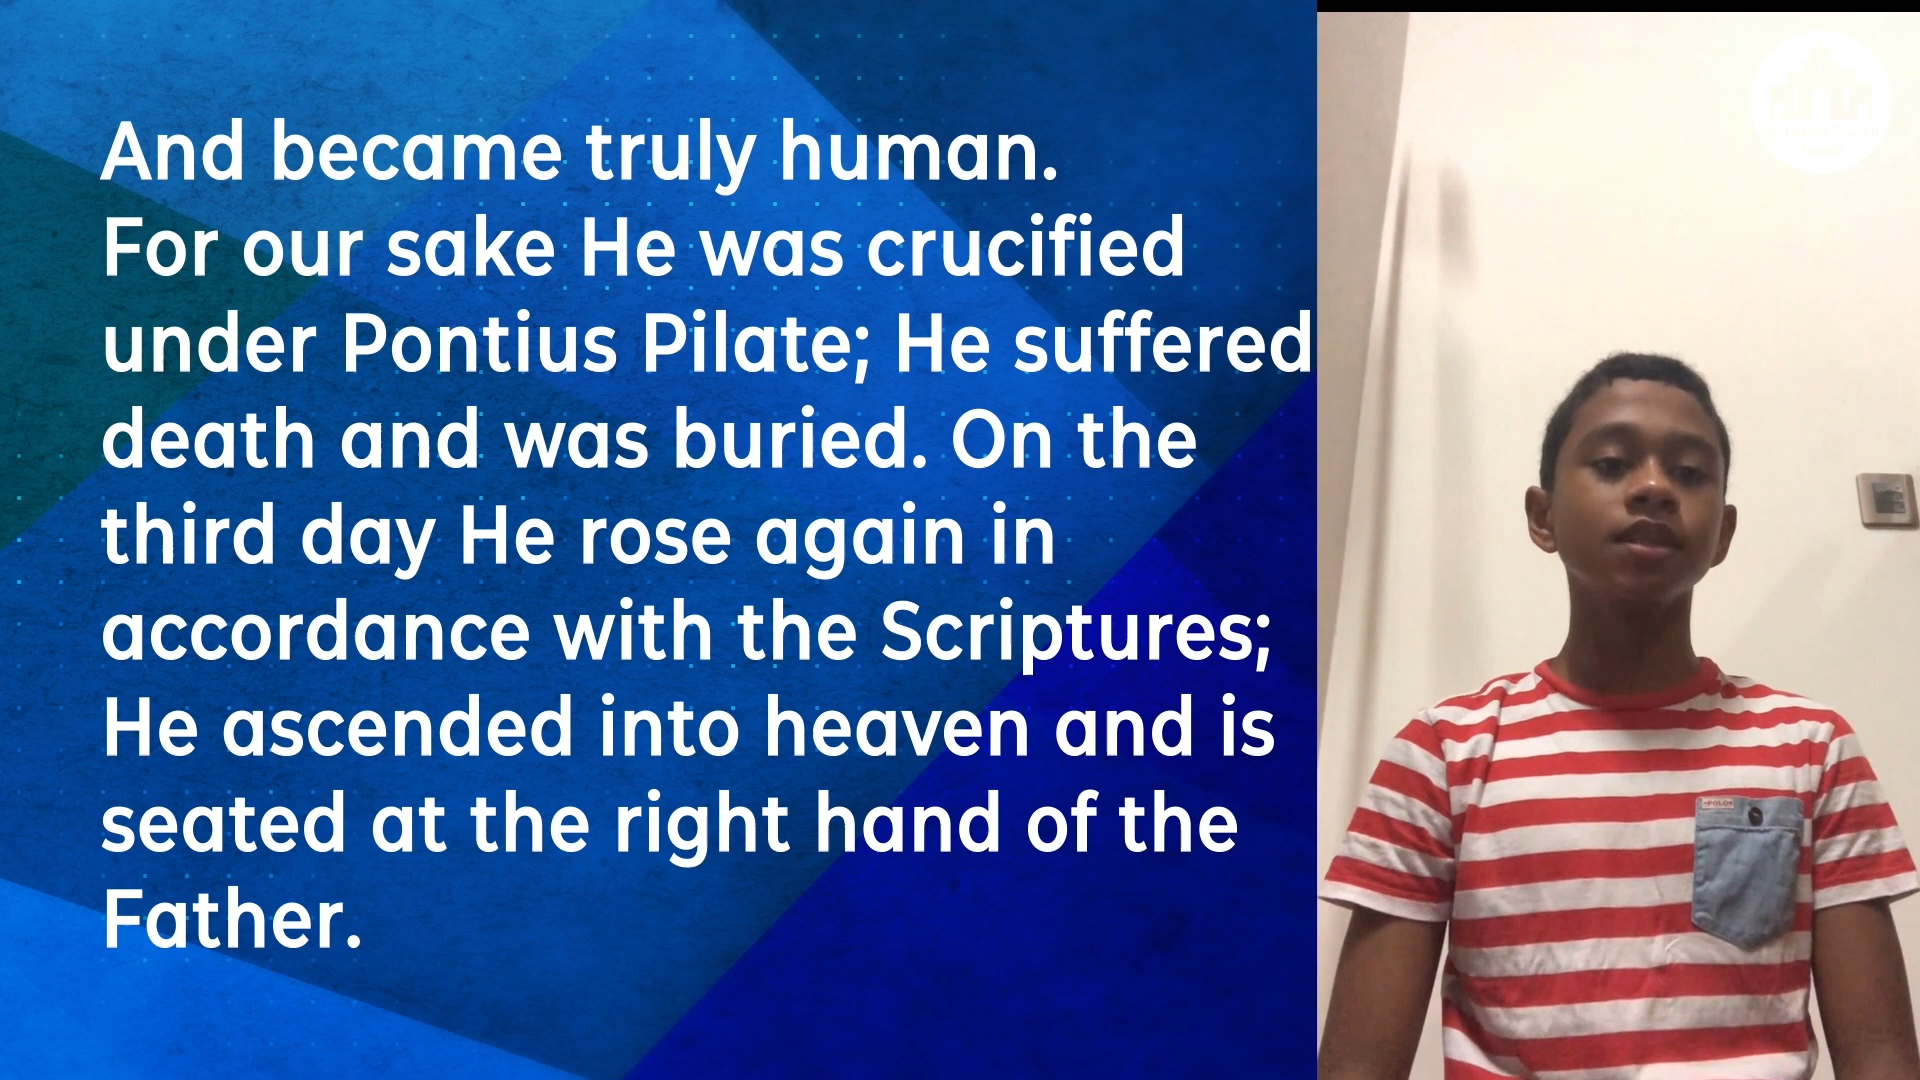 And became truly human.
For our sake He was crucified
under Pontius Pilate; He suffered
death and was buried. On the
third day He rose again in
accordance with the Scriptures;
He ascended into heaven and is
seated at the right hand of the
Father.
POLO